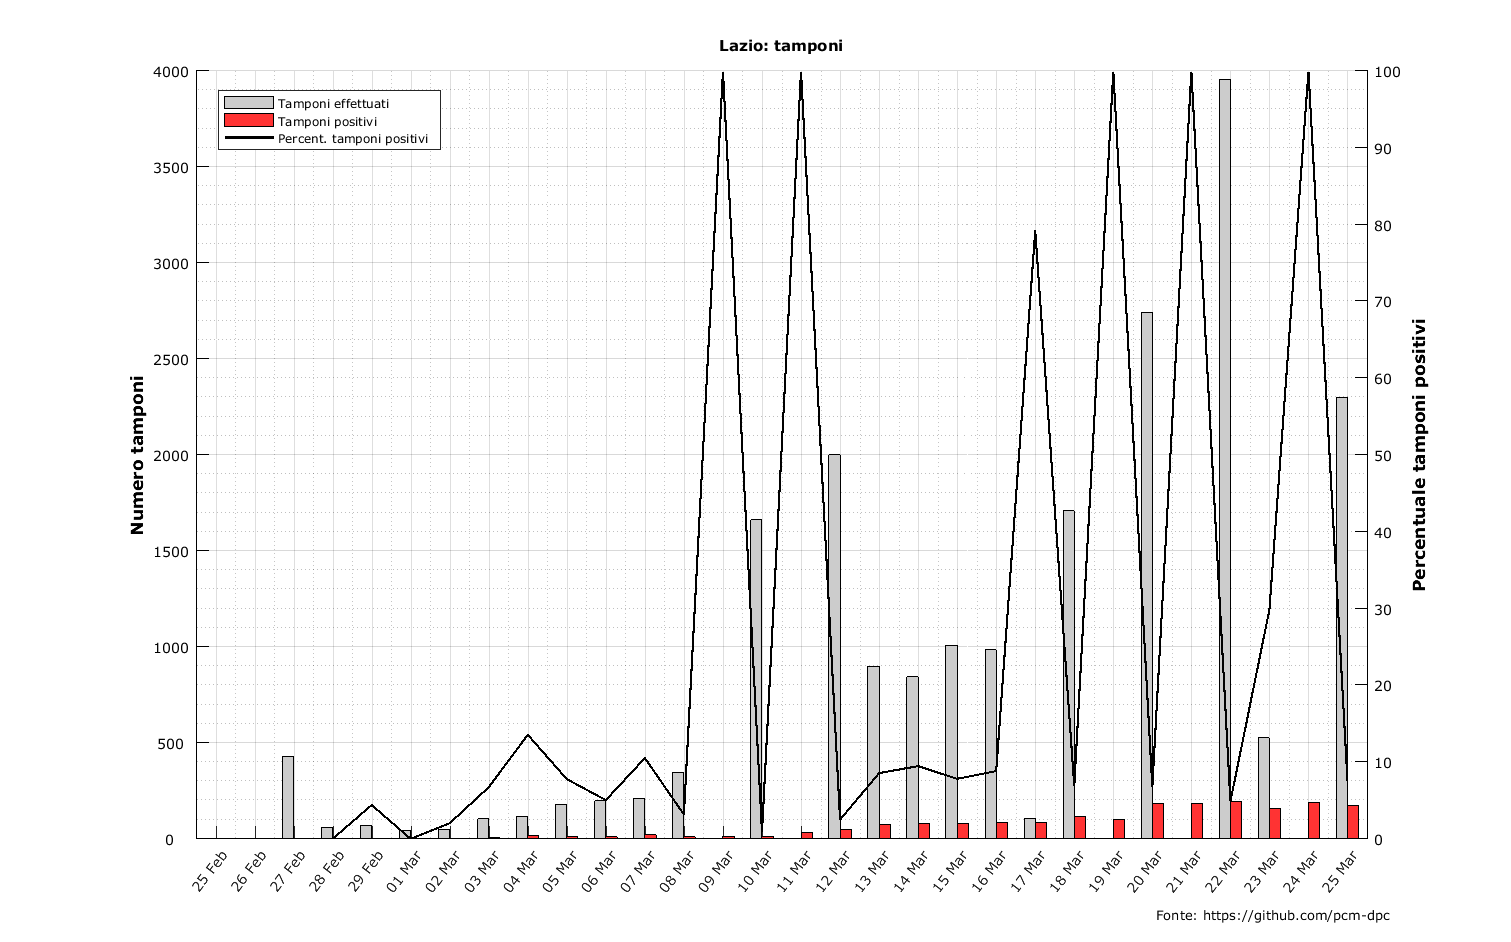 Lazio: tamponi
Tamponi effettuati
Tamponi positivi
Percent. tamponi positivi
Numero tamponi
4000
3500
3000
2500
2000
1500
1000
500
0
Percentuale tamponi positivi
100
90
80
70
60
50
40
30
20
10
0
25 Feb
26 Feb
27 Feb
28 Feb
29 Feb
01 Mar
02 Mar
03 Mar
04 Mar
05 Mar
06 Mar
07 Mar
08 Mar
09 Mar
10 Mar
11 Mar
12 Mar
13 Mar
14 Mar
15 Mar
16 Mar
17 Mar
18 Mar
19 Mar
20 Mar
21 Mar
22 Mar
23 Mar
24 Mar
25 Mar
Fonte: https://github.com/pcm-dpc